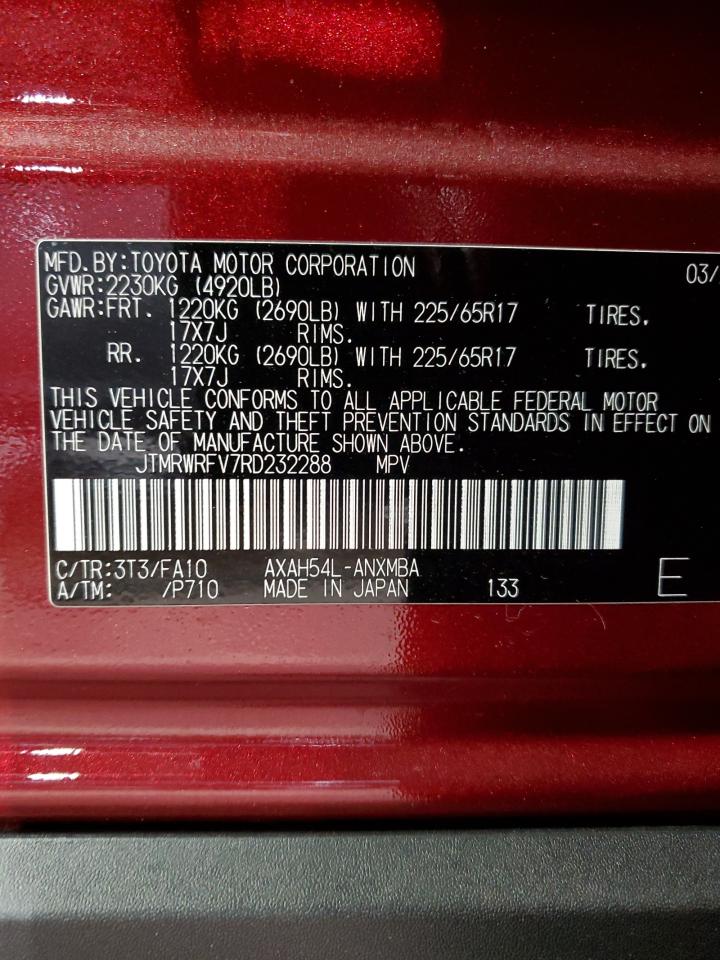 MFD.BY:TOYOTA MOTOR CORPORATION 03/
GVWR:2230KG (4920LB)
GAWR:FRT. 1220KG (2690LB) WITH 225/65R17 TIRES.
17X7J RIMS.
RR. 1220KG (2690LB) WITH 225/65R17 TIRES.
17X7J RIMS.
THIS VEHICLE CONFORMS TO ALL APPLICABLE FEDERAL MOTOR
VEHICLE SAFETY AND THEFT PREVENTION STANDARDS IN EFFECT ON
THE DATE OF MANUFACTURE SHOWN ABOVE.
JTMRWRFV7RD232288 MPV
C/TR:3T3/FA10 AXAH54L-ANXMBA
A/TM: /P710 MADE IN JAPAN 133 E